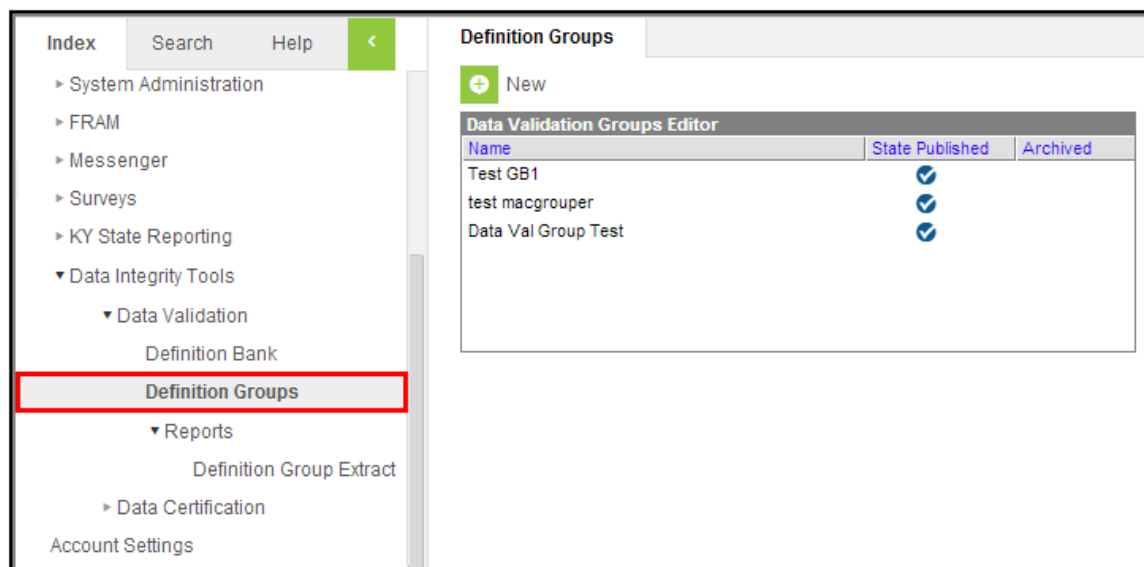 Index Search Help
System Administration
FRAM
Messenger
Surveys
KY State Reporting
Data Integrity Tools
Data Validation
Definition Bank
Definition Groups
Reports
Definition Group Extract
Data Certification
Account Settings
Definition Groups
New
Data Validation Groups Editor
Name State Published Archived
Test GB1
test macgrouper
Data Val Group Test